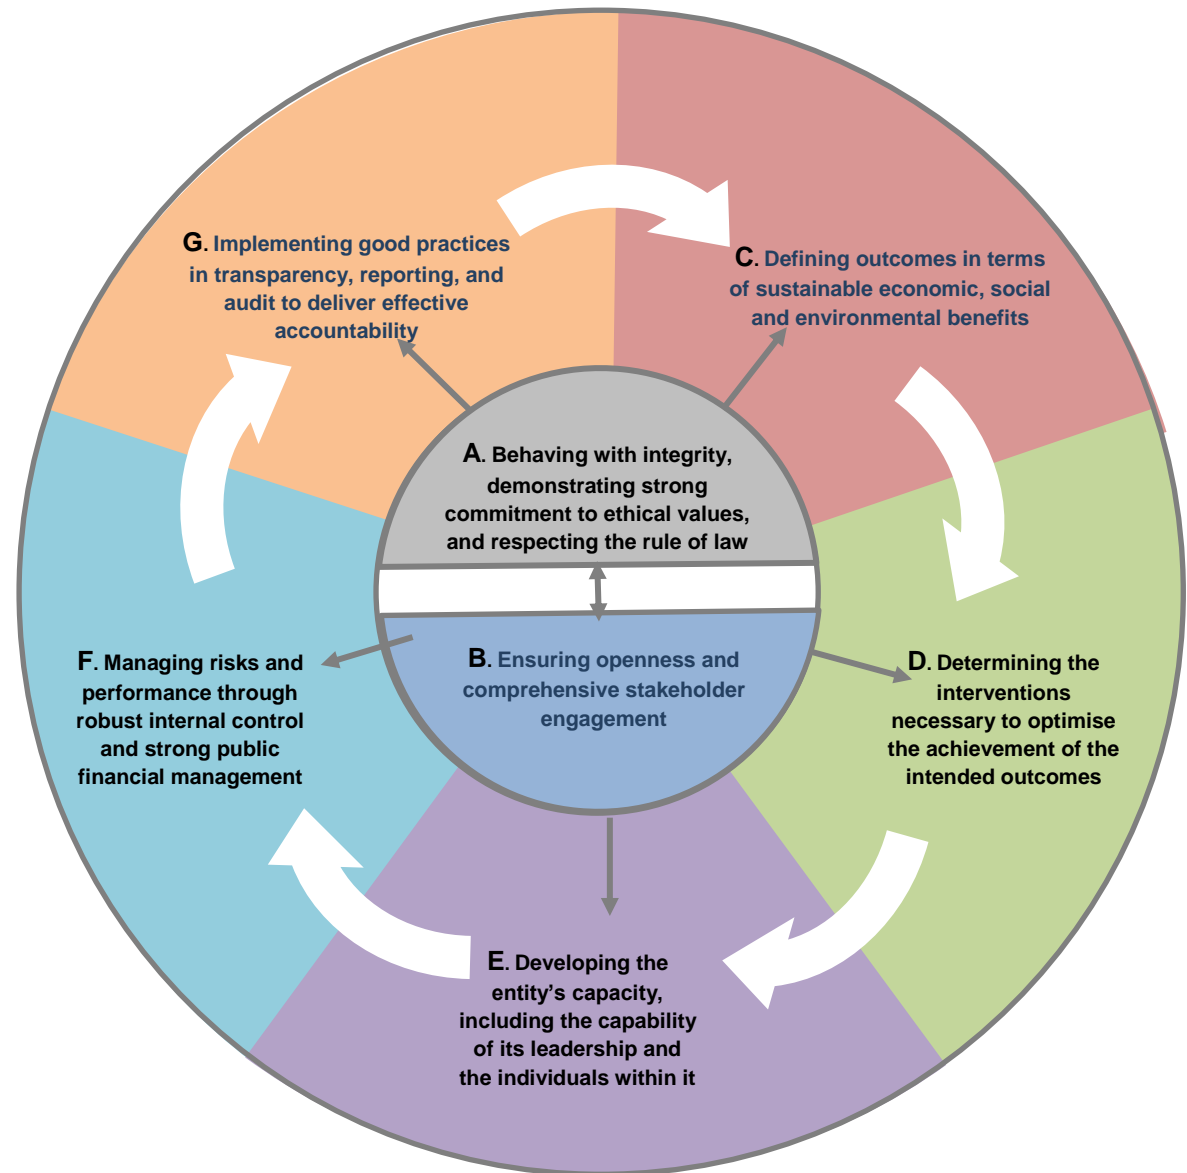 A. Behaving with integrity,
demonstrating strong
commitment to ethical values,
and respecting the rule of law
B. Ensuring openness and
comprehensive stakeholder
engagement
C. Defining outcomes in terms
of sustainable economic, social
and environmental benefits
D. Determining the
interventions
necessary to optimise
the achievement of the
intended outcomes
E. Developing the
entity’s capacity,
including the capability
of its leadership and
the individuals within it
F. Managing risks and
performance through
robust internal control
and strong public
financial management
G. Implementing good practices
in transparency, reporting, and
audit to deliver effective
accountability